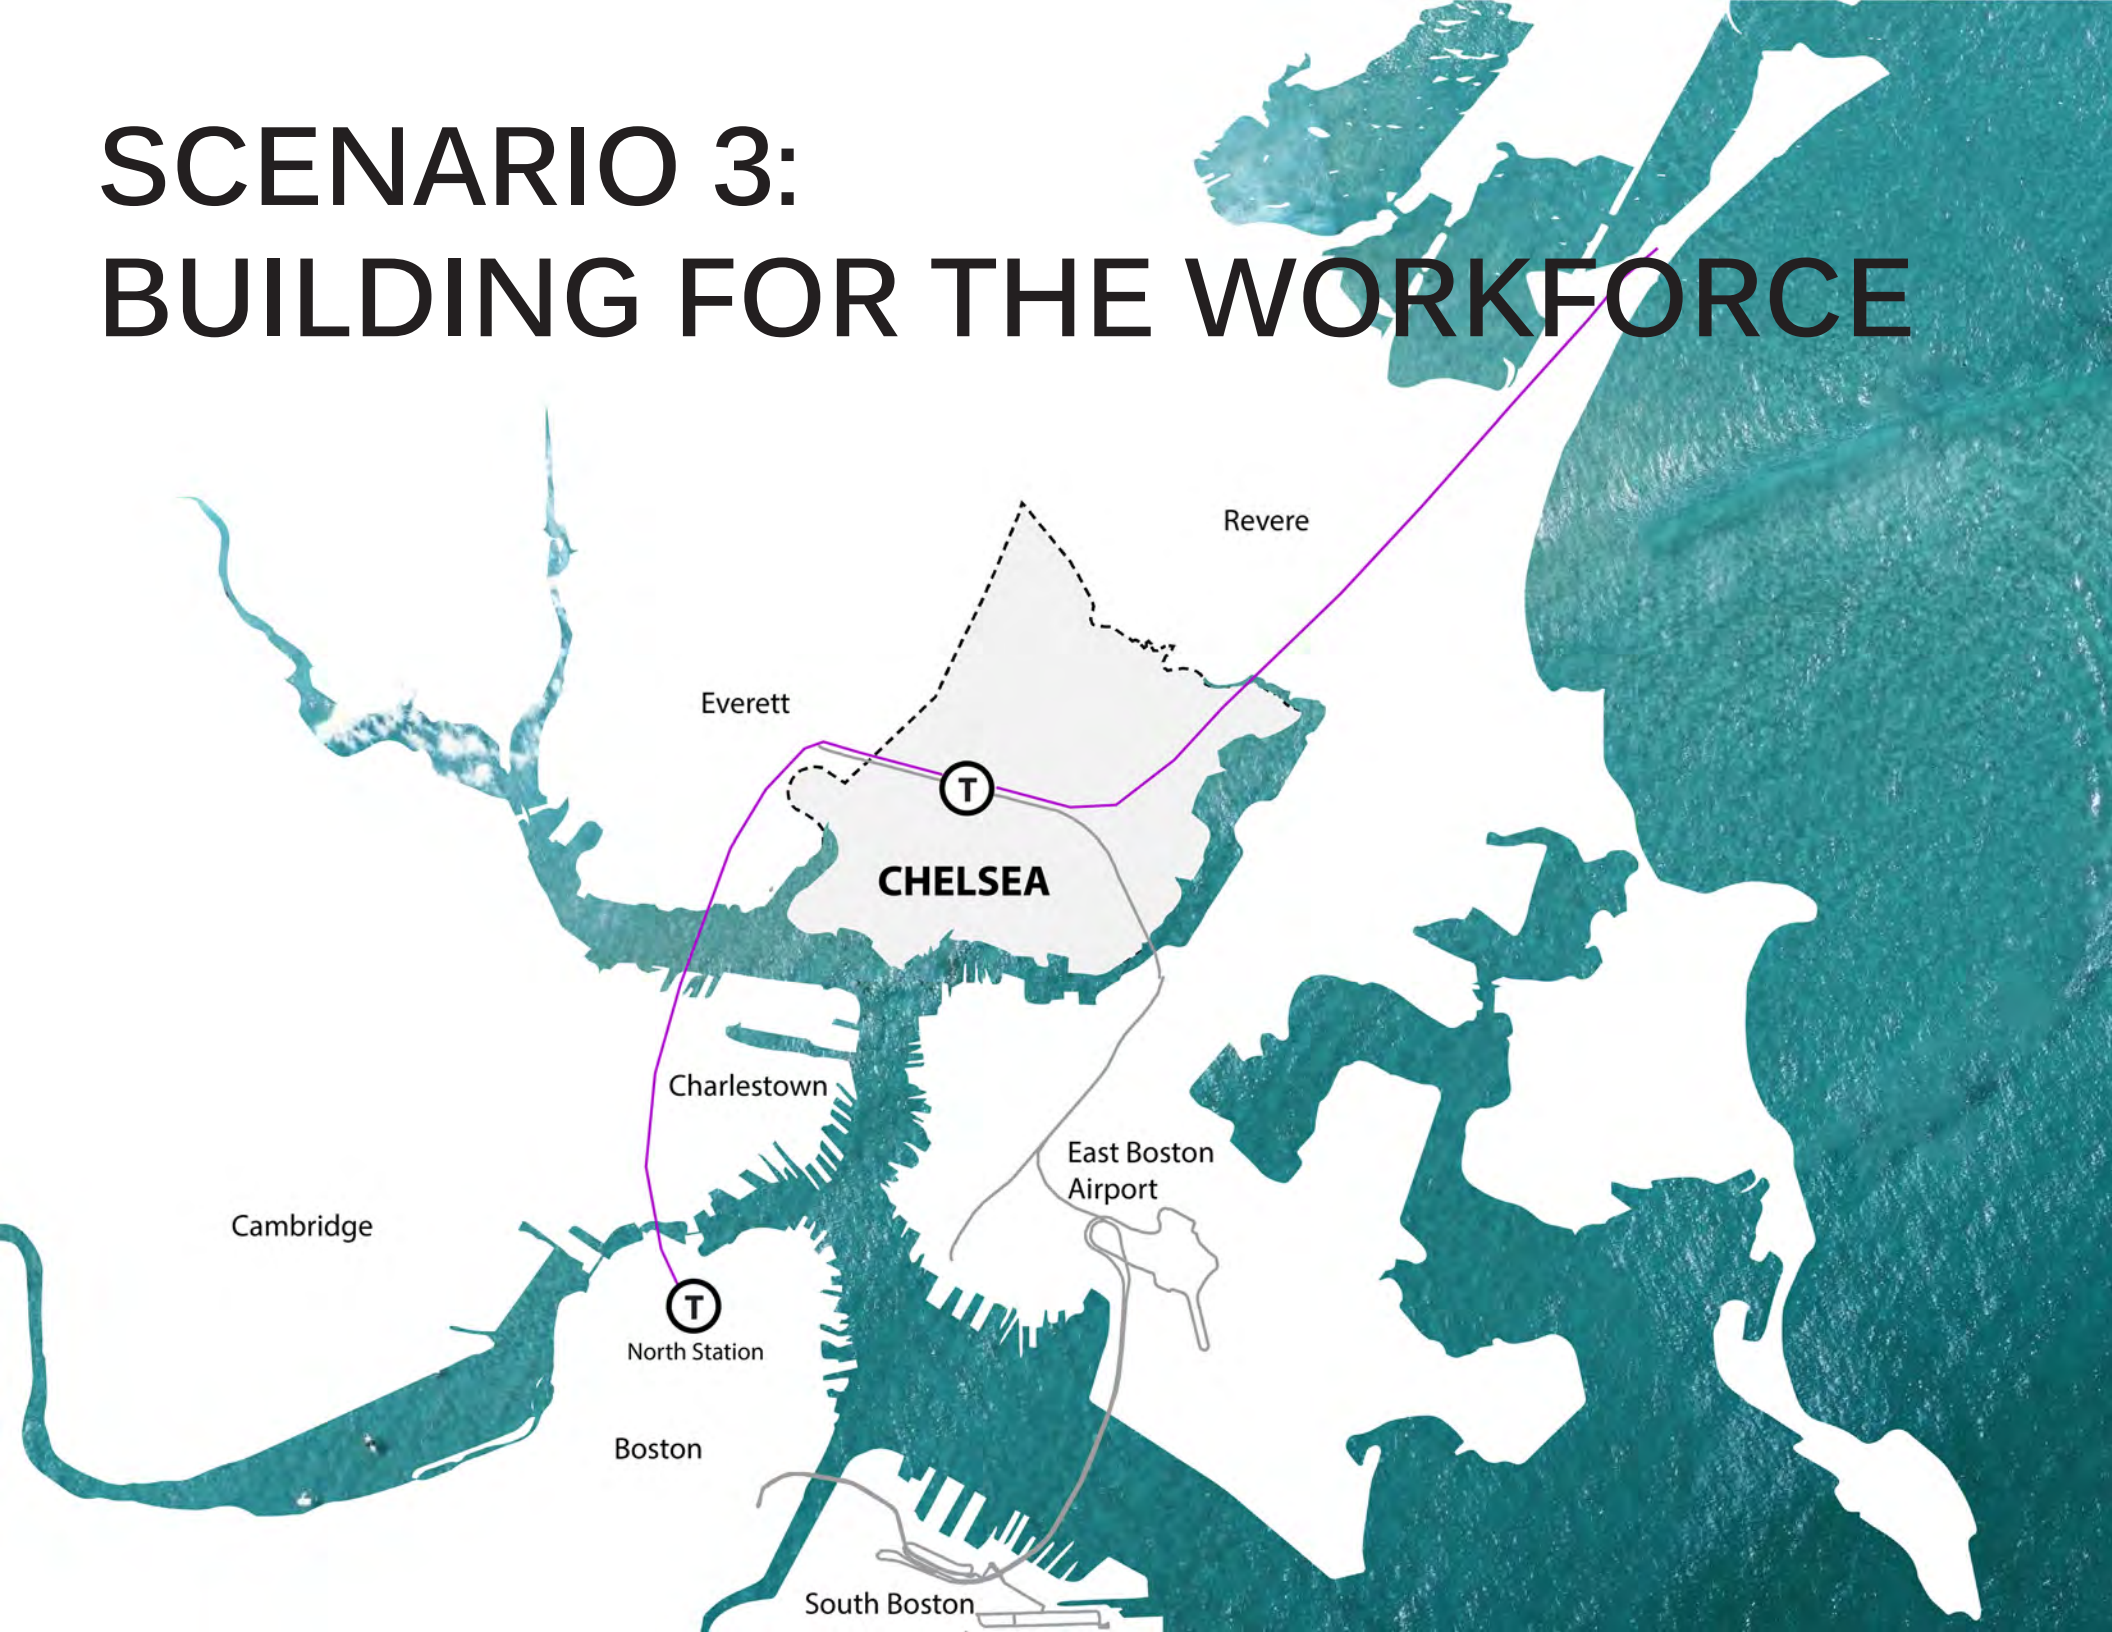 SCENARIO 3:
BUILDING FOR THE WORKFORCE
Revere
Everett
T
CHELSEA
Charlestown
East Boston
Airport
Cambridge
T
North Station
Boston
South Boston